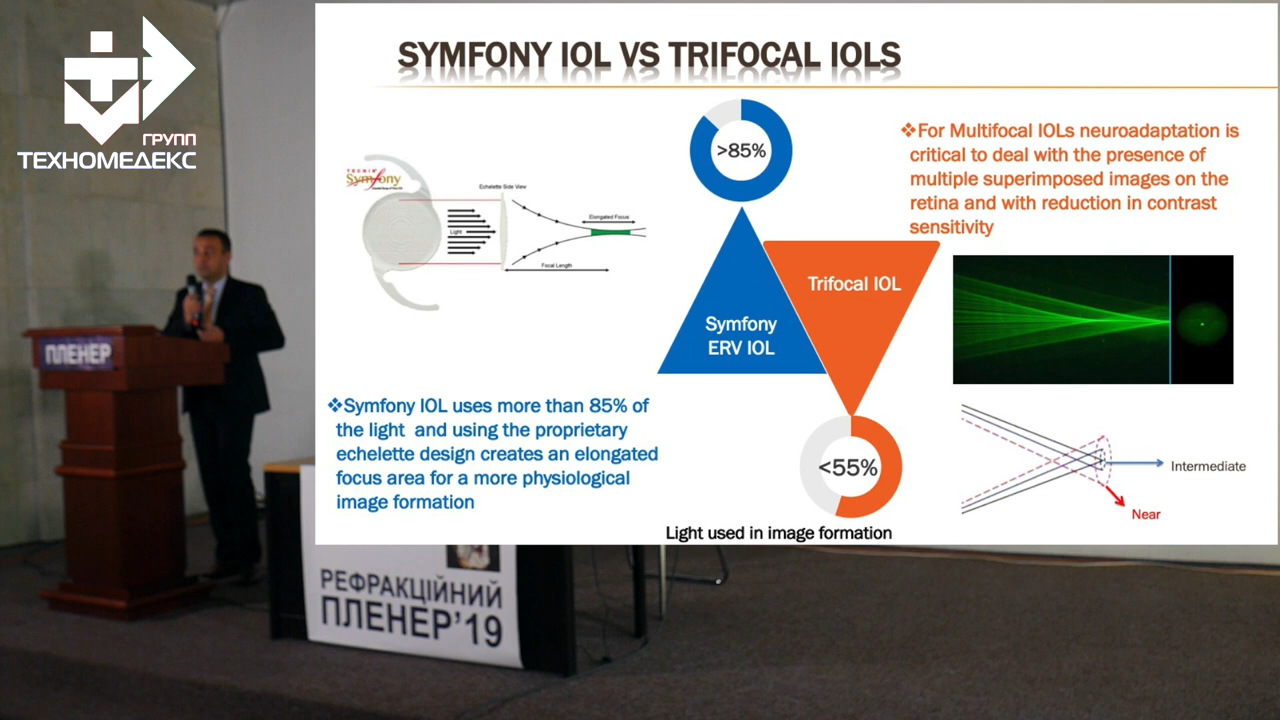 ГРУПП
ТЕХНОМЕДЕКС
SYMFONY IOL VS TRIFOCAL IOLS
>85%
❖For Multifocal IOLs neuroadaptation is
critical to deal with the presence of
multiple superimposed images on the
retina and with reduction in contrast
sensitivity
TECNIS
Symfony
Echelette Side View
Elongated Focus
Light
Focal Length
Trifocal IOL
Symfony
ERV IOL
❖Symfony IOL uses more than 85% of
the light and using the proprietary
echelette design creates an elongated
focus area for a more physiological
image formation
<55%
Light used in image formation
Intermediate
Near
ПЛЕНЕР
РЕФРАКЦІЙНИЙ
ПЛЕНЕР’19